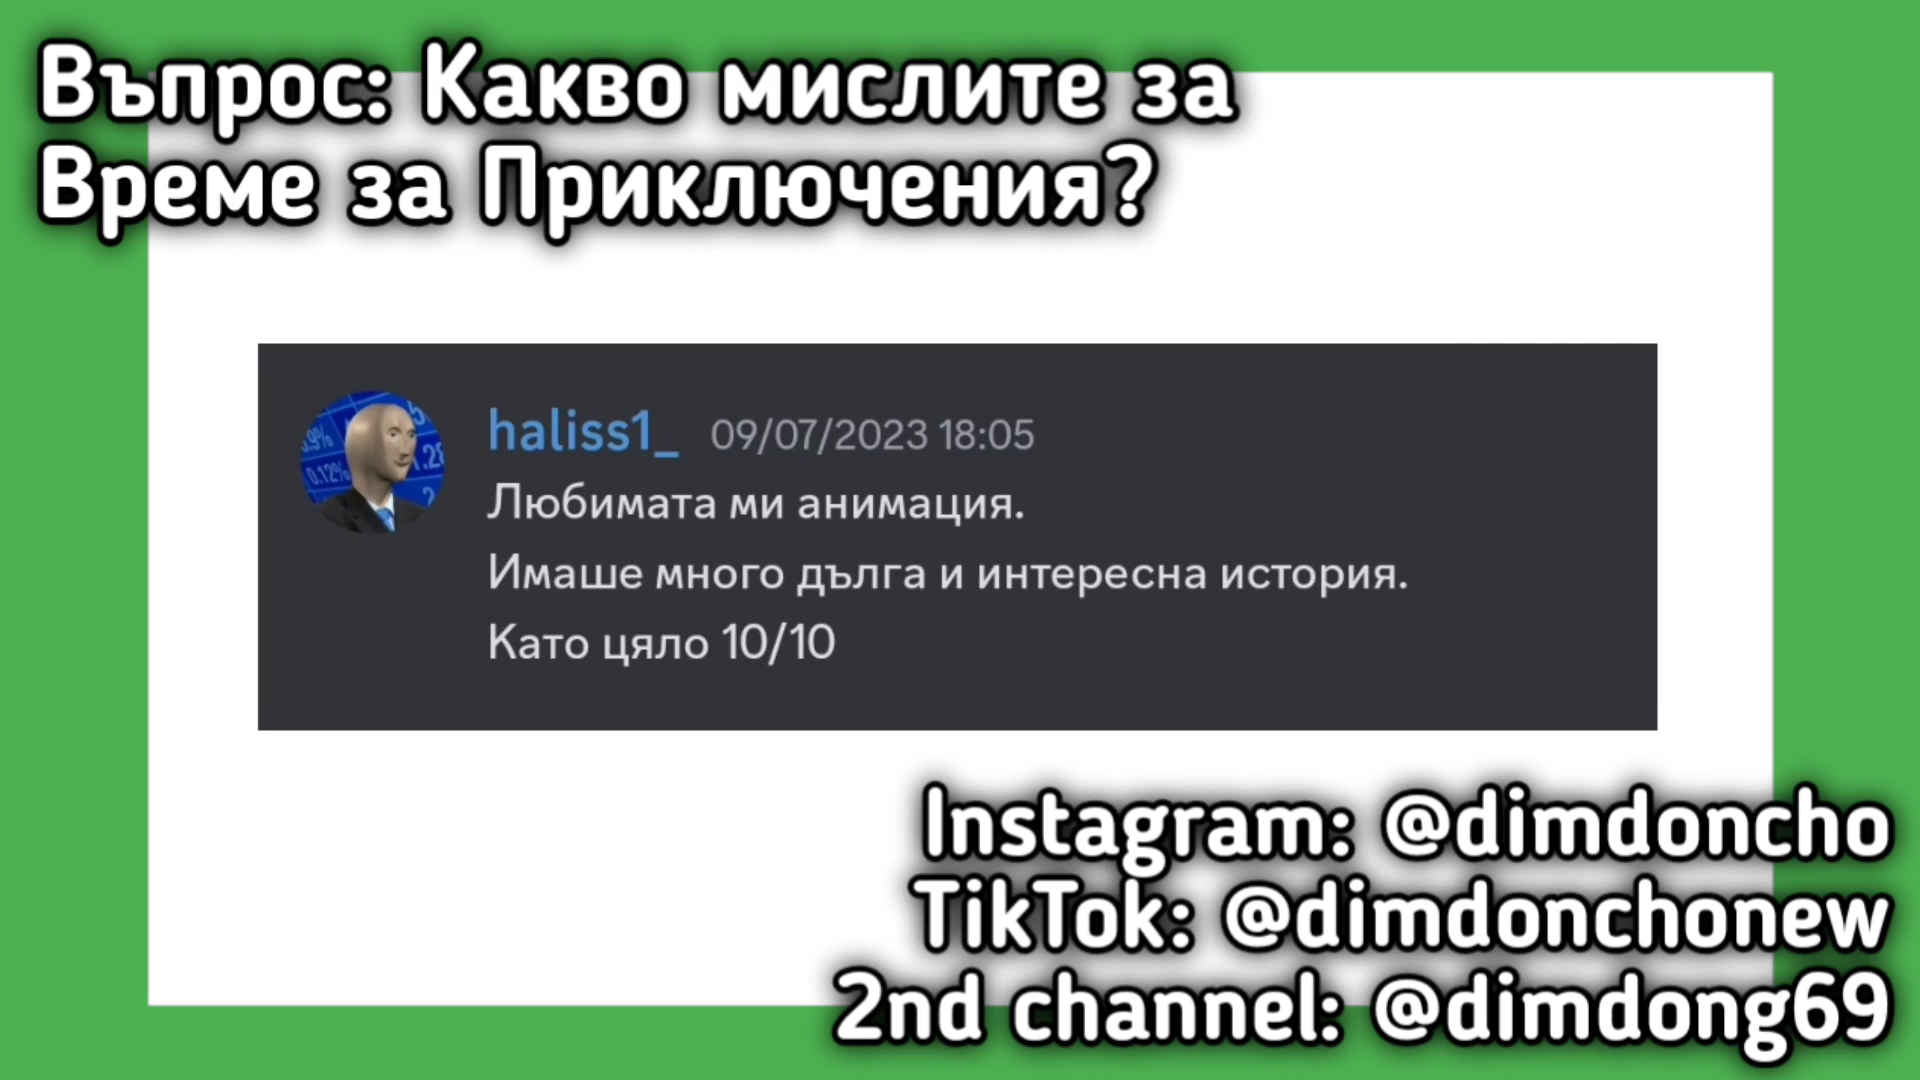 Въпрос: Какво мислите за
Време за Приключения?
haliss1_ 09/07/2023 18:05
Любимата ми анимация.
Имаше много дълга и интересна история.
Като цяло 10/10
Instagram: @dimdoncho
TikTok: @dimdonchonew
2nd channel: @dimdong69